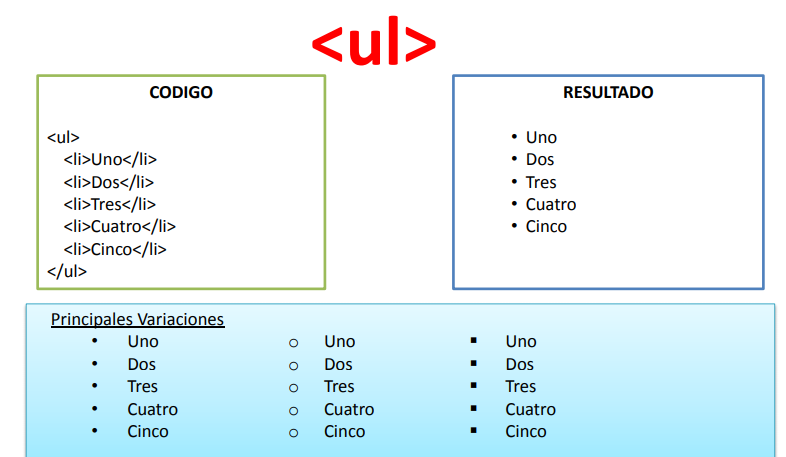 <ul>
CODIGO
<ul>
<li>Uno</li>
<li>Dos</li>
<li>Tres</li>
<li>Cuatro</li>
<li>Cinco</li>
</ul>
RESULTADO
• Uno
• Dos
• Tres
• Cuatro
• Cinco
Principales Variaciones
• Uno
• Dos
• Tres
• Cuatro
• Cinco
o Uno
o Dos
o Tres
o Cuatro
o Cinco
▪ Uno
▪ Dos
▪ Tres
▪ Cuatro
▪ Cinco